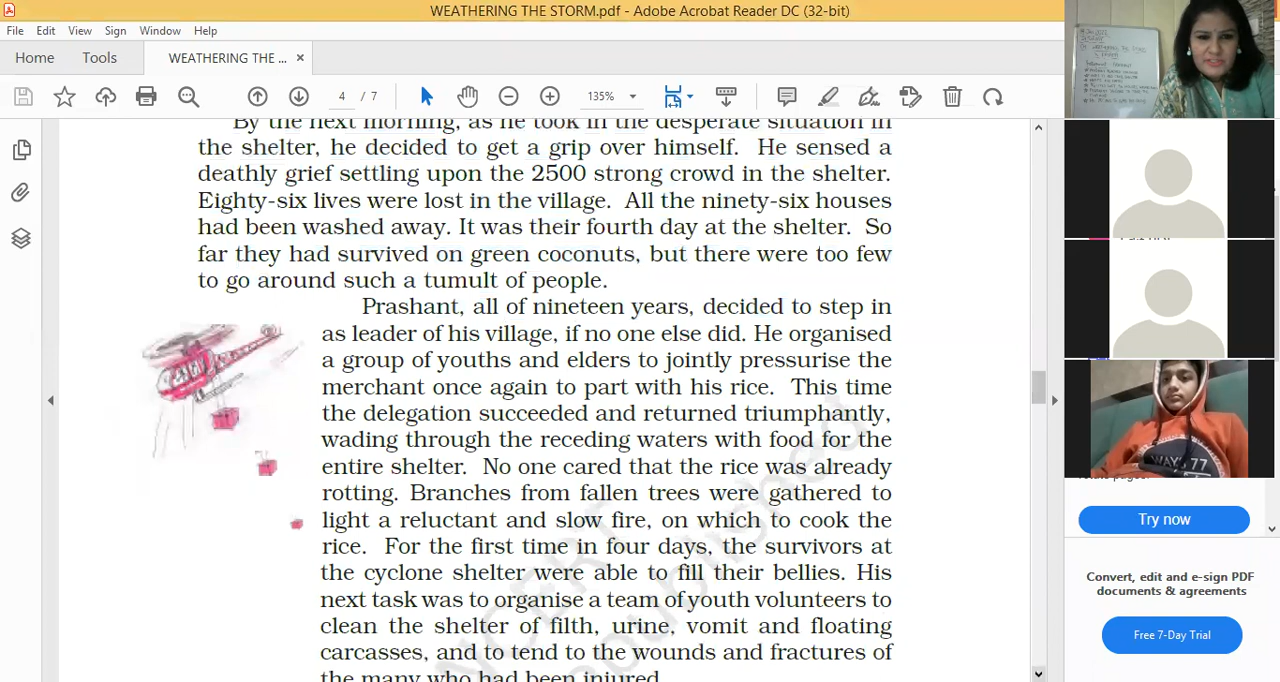 WEATHERING THE STORM.pdf - Adobe Acrobat Reader DC (32-bit)
File Edit View Sign Window Help
Home Tools WEATHERING THE ... ×
4 / 7 135%
By the next morning, as he took in the desperate situation in
the shelter, he decided to get a grip over himself. He sensed a
deathly grief settling upon the 2500 strong crowd in the shelter.
Eighty-six lives were lost in the village. All the ninety-six houses
had been washed away. It was their fourth day at the shelter. So
far they had survived on green coconuts, but there were too few
to go around such a tumult of people.
Prashant, all of nineteen years, decided to step in
as leader of his village, if no one else did. He organised
a group of youths and elders to jointly pressurise the
merchant once again to part with his rice. This time
the delegation succeeded and returned triumphantly,
wading through the receding waters with food for the
entire shelter. No one cared that the rice was already
rotting. Branches from fallen trees were gathered to
light a reluctant and slow fire, on which to cook the
rice. For the first time in four days, the survivors at
the cyclone shelter were able to fill their bellies. His
next task was to organise a team of youth volunteers to
clean the shelter of filth, urine, vomit and floating
carcasses, and to tend to the wounds and fractures of
the many who had been injured.
NCERT
published
77
pages.
Try now
Convert, edit and e-sign PDF
documents & agreements
Free 7-Day Trial